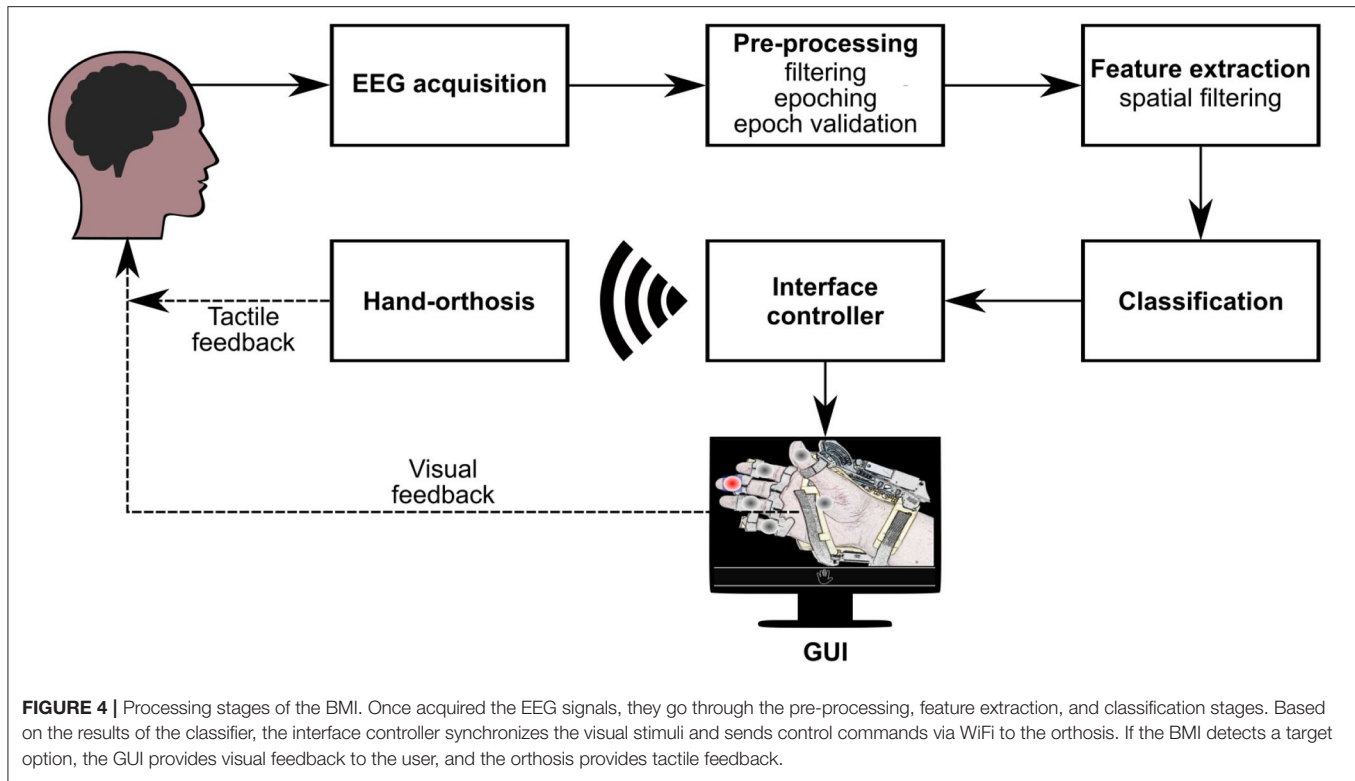 EEG acquisition
Pre-processing
filtering
epoching
epoch validation
Feature extraction
spatial filtering
Hand-orthosis
Interface
controller
Classification
Tactile
feedback
Visual
feedback
GUI
FIGURE 4 | Processing stages of the BMI. Once acquired the EEG signals, they go through the pre-processing, feature extraction, and classification stages. Based
on the results of the classifier, the interface controller synchronizes the visual stimuli and sends control commands via WiFi to the orthosis. If the BMI detects a target
option, the GUI provides visual feedback to the user, and the orthosis provides tactile feedback.